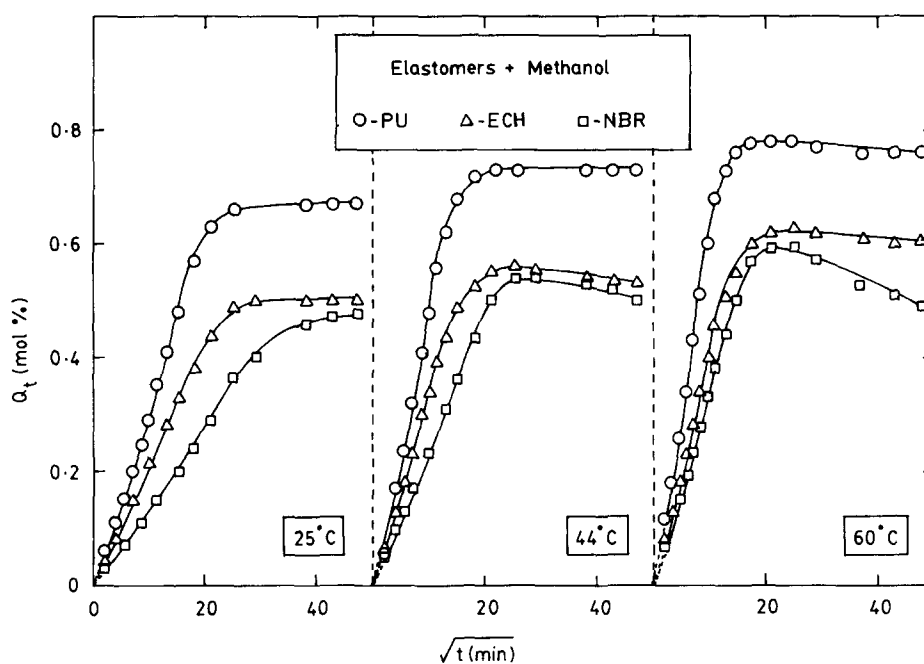 Elastomers + Methanol
○-PU △-ECH □-NBR
Qt (mol %)
0·8
0·6
0·4
0·2
0
25°C
44°C
60°C
0 20 40 20 40 20 40
√t(min)